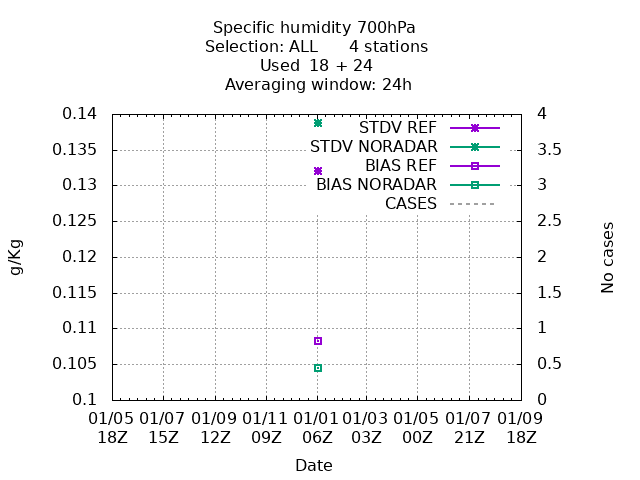 Specific humidity 700hPa
Selection: ALL      4 stations
Used  18 + 24
Averaging window: 24h
STDV REF
STDV NORADAR
BIAS REF
BIAS NORADAR
CASES
0.14
0.135
0.13
0.125
0.12
0.115
0.11
0.105
0.1
g/Kg
4
3.5
3
2.5
2
1.5
1
0.5
0
No cases
01/05 01/07 01/09 01/11 01/01 01/03 01/05 01/07 01/09
18Z 15Z 12Z 09Z 06Z 03Z 00Z 21Z 18Z
Date